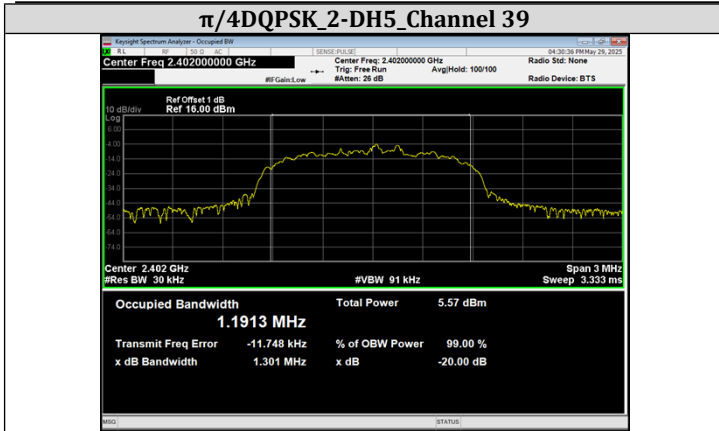 π/4DQPSK_2-DH5_Channel 39
Keysight Spectrum Analyzer - Occupied BW
RL RF 50 Ω AC SENSE:PULSE 04:30:36 PM May 29, 2025
Center Freq 2.402000000 GHz Center Freq: 2.402000000 GHz Radio Std: None
Trig: Free Run Avg|Hold: 100/100
#IFGain:Low #Atten: 26 dB Radio Device: BTS
Ref Offset 1 dB
10 dB/div Ref 16.00 dBm
Log
6.00
-4.00
-14.0
-24.0
-34.0
-44.0
-54.0
-64.0
-74.0
Center 2.402 GHz Span 3 MHz
#Res BW 30 kHz #VBW 91 kHz Sweep 3.333 ms
Occupied Bandwidth Total Power 5.57 dBm
1.1913 MHz
Transmit Freq Error -11.748 kHz % of OBW Power 99.00 %
x dB Bandwidth 1.301 MHz x dB -20.00 dB
MSG STATUS